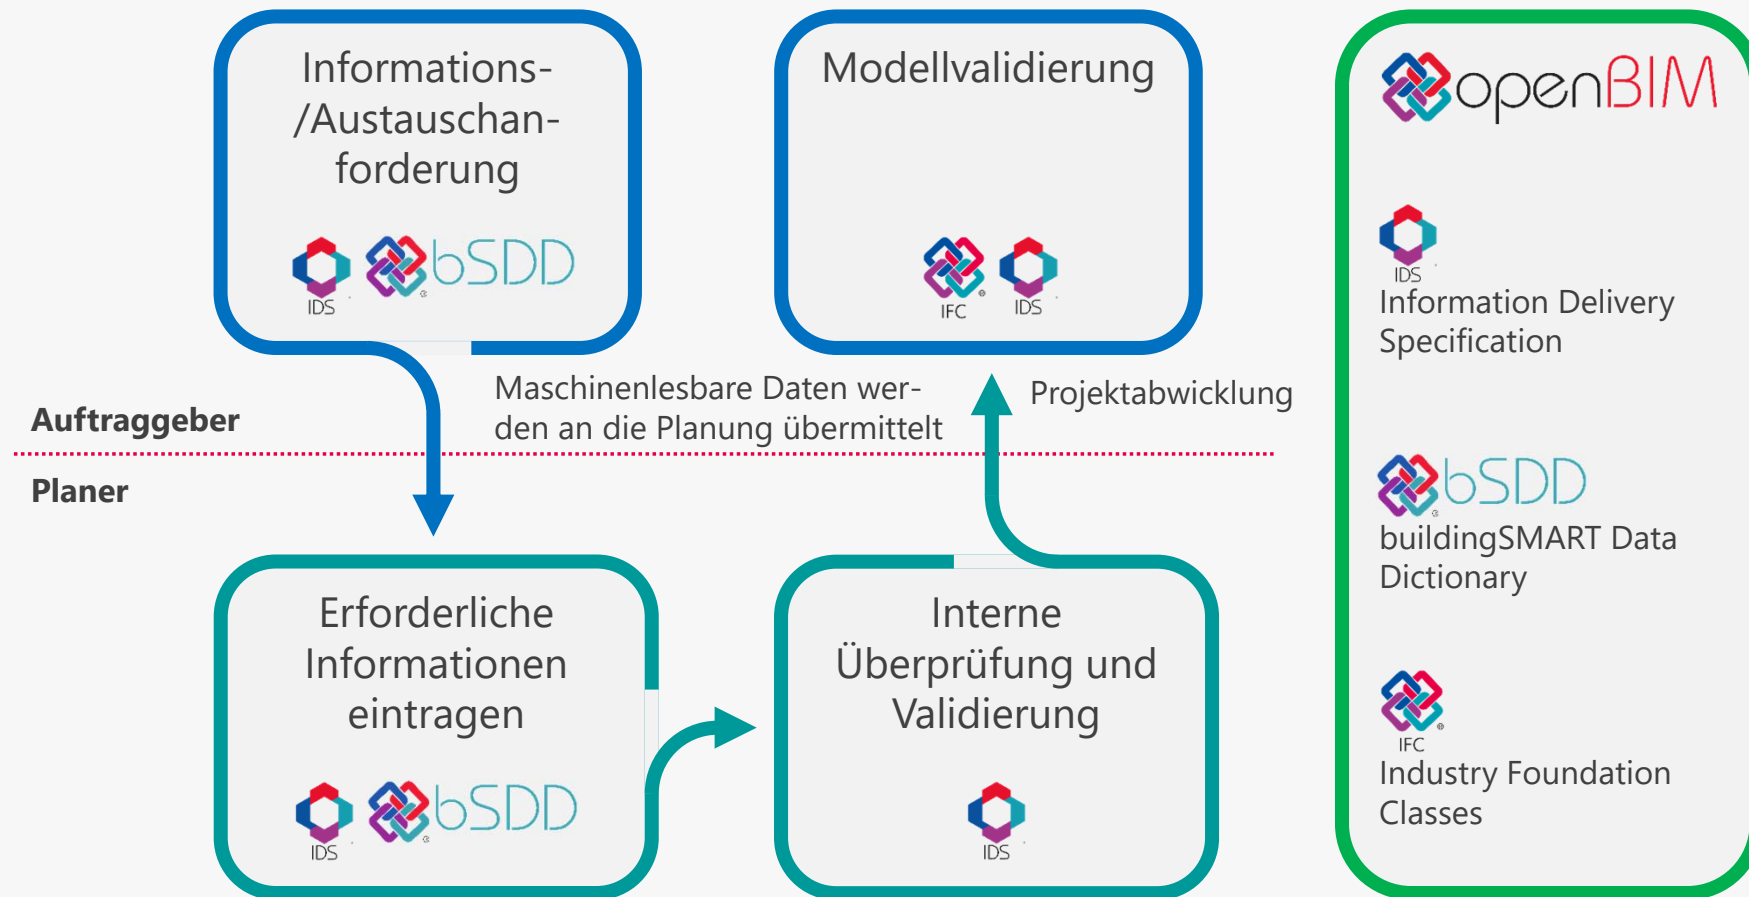 Informations-
/Austauschan-
forderung
IDS
bSDD
Modellvalidierung
IFC
IDS
Auftraggeber
Maschinenlesbare Daten wer-
den an die Planung übermittelt
Projektabwicklung
Planer
Erforderliche
Informationen
eintragen
IDS
bSDD
Interne
Überprüfung und
Validierung
IDS
openBIM
IDS
Information Delivery
Specification
bSDD
buildingSMART Data
Dictionary
IFC
Industry Foundation
Classes